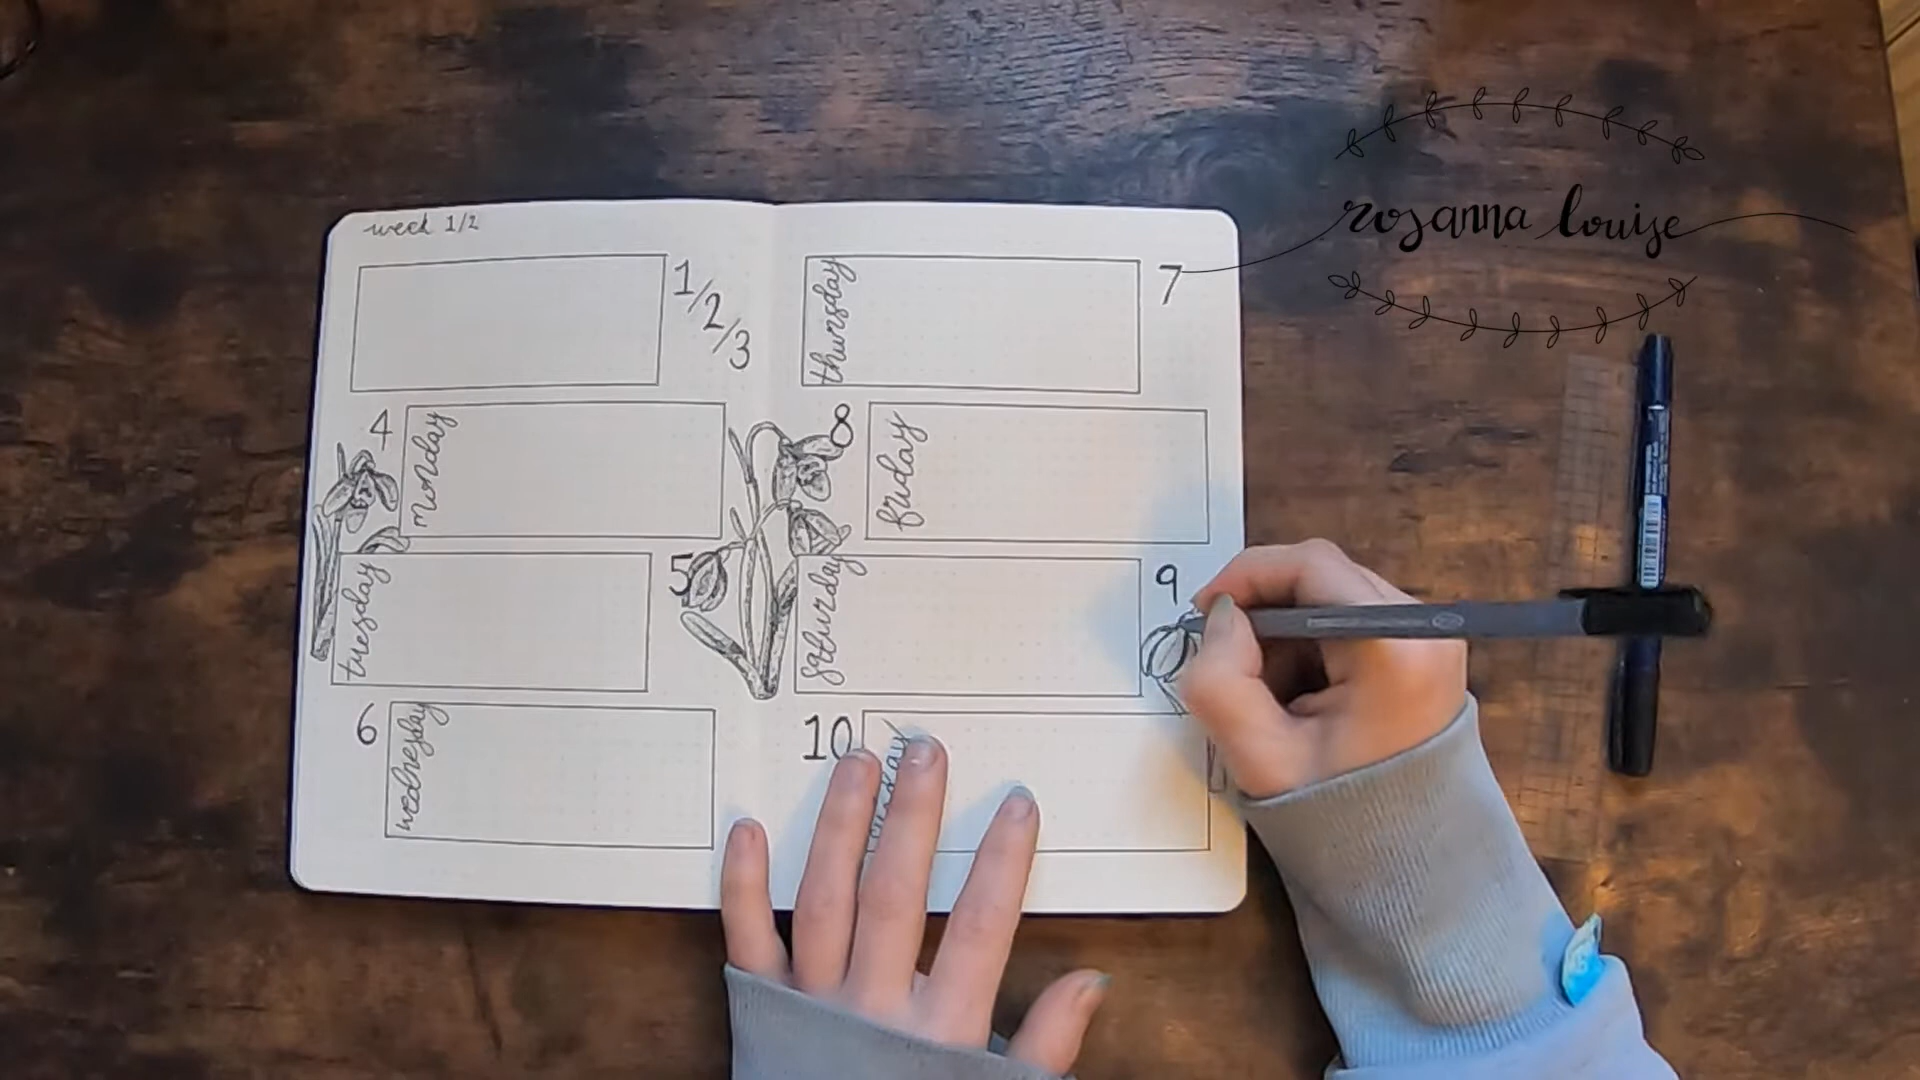 week 1/2
1/2/3
4
monday
tuesday
5
6
wednesday
thursday
7
8
friday
saturday
9
10
rosanna louise